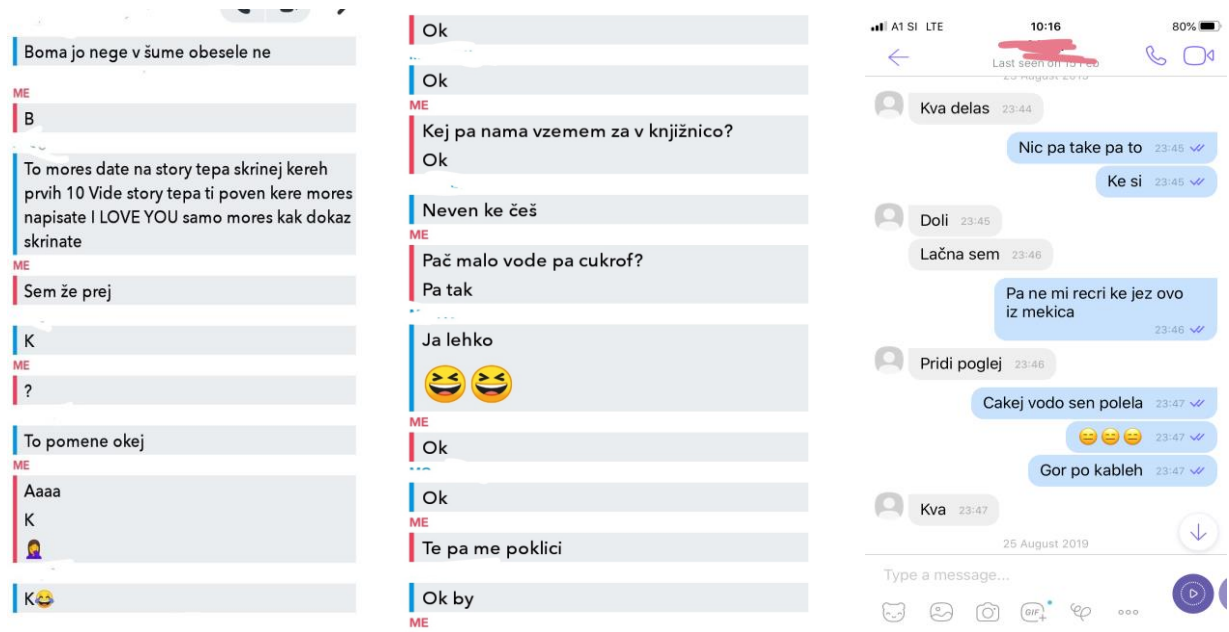 Boma jo nege v šume obesele ne
ME
B
To mores date na story tepa skrinej kereh
prvih 10 Vide story tepa ti poven kere mores
napisate I LOVE YOU samo mores kak dokaz
skrinate
ME
Sem že prej
K
ME
?
To pomene okej
ME
Aaaa
K
🤦‍♀️
K😂
Ok
Ok
ME
Kej pa nama vzemem za v knjižnico?
Ok
Neven ke češ
ME
Pač malo vode pa cukrof?
Pa tak
Ja lehko
😆😆
ME
Ok
Ok
ME
Te pa me poklici
Ok by
ME
A1 SI LTE 10:16 80%
Last seen on 15 Feb
Kva delas 23:44
Nic pa take pa to 23:45
Ke si 23:45
Doli 23:45
Lačna sem 23:46
Pa ne mi recri ke jez ovo
iz mekica
23:46
Pridi poglej 23:46
Cakej vodo sen polela 23:47
😑😑😑 23:47
Gor po kableh 23:47
Kva 23:47
25 August 2019
Type a message...
GIF